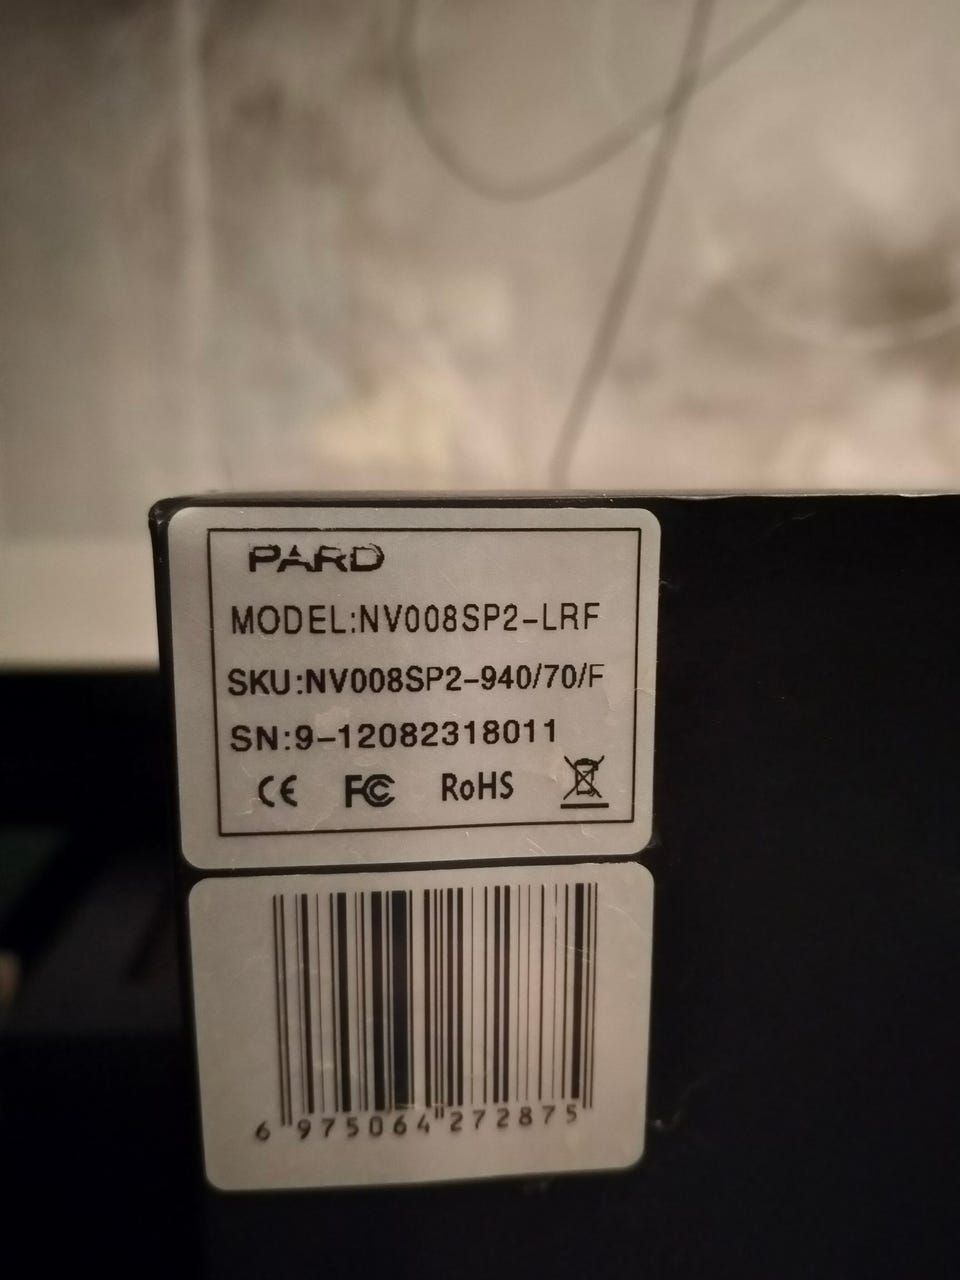 PARD
MODEL:NV008SP2-LRF
SKU:NV008SP2-940/70/F
SN:9-12082318011
CE FC RoHS
6 975064 272875